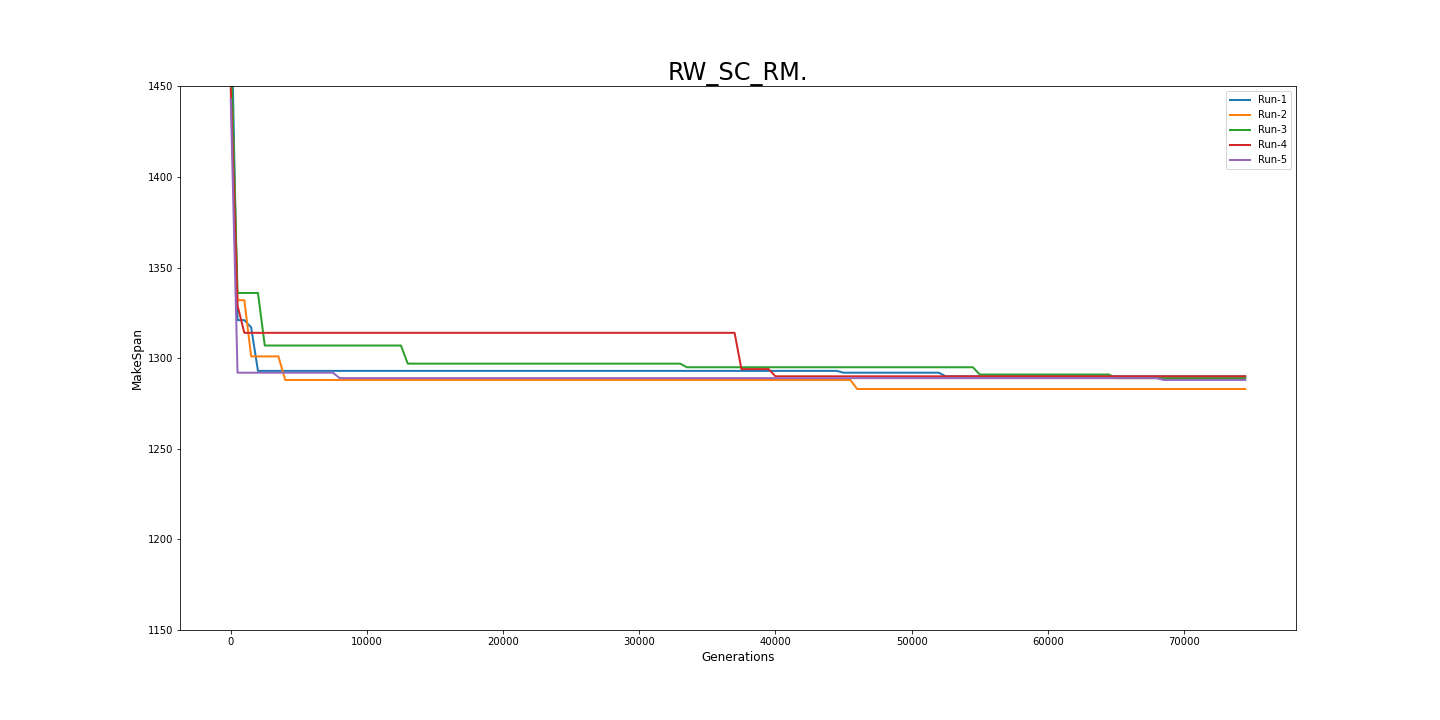 RW_SC_RM.
1450
1400
1350
1300
1250
1200
1150
MakeSpan
Run-1
Run-2
Run-3
Run-4
Run-5
0 10000 20000 30000 40000 50000 60000 70000
Generations